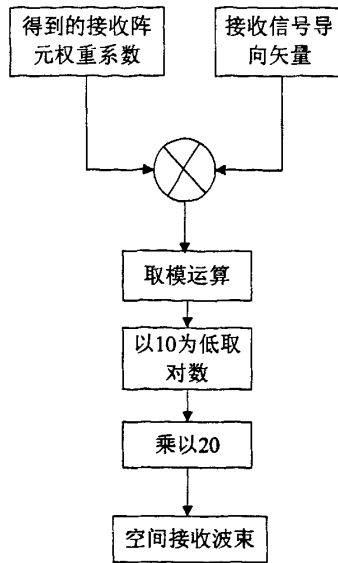 得到的接收阵
元权重系数
接收信号导
向矢量
取模运算
以10为低取
对数
乘以20
空间接收波束